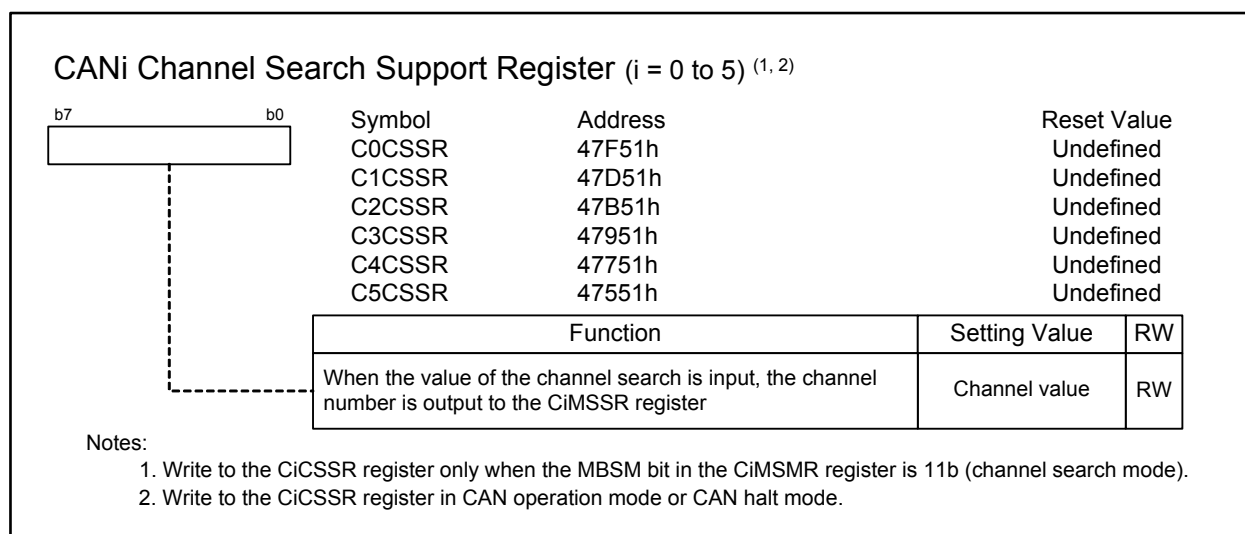 CANi Channel Search Support Register (i = 0 to 5) (1, 2)
b7 b0
Symbol Address Reset Value
C0CSSR 47F51h Undefined
C1CSSR 47D51h Undefined
C2CSSR 47B51h Undefined
C3CSSR 47951h Undefined
C4CSSR 47751h Undefined
C5CSSR 47551h Undefined
Function Setting Value RW
When the value of the channel search is input, the channel
number is output to the CiMSSR register
Channel value RW
Notes:
1. Write to the CiCSSR register only when the MBSM bit in the CiMSMR register is 11b (channel search mode).
2. Write to the CiCSSR register in CAN operation mode or CAN halt mode.